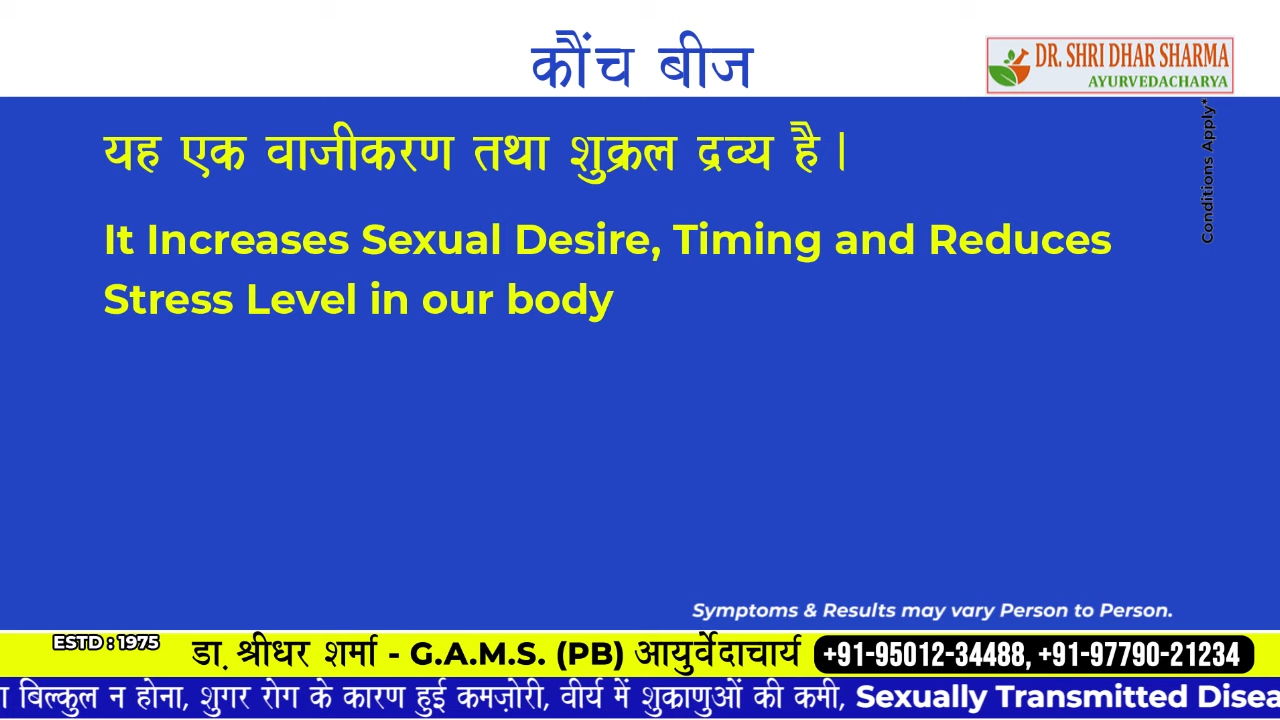 कौंच बीज
DR. SHRI DHAR SHARMA
AYURVEDACHARYA
Conditions Apply*
यह एक वाजीकरण तथा शुक्रल द्रव्य है।
It Increases Sexual Desire, Timing and Reduces
Stress Level in our body
Symptoms & Results may vary Person to Person.
ESTD : 1975
डा. श्रीधर शर्मा - G.A.M.S. (PB) आयुर्वेदाचार्य +91-95012-34488, +91-97790-21234
बिल्कुल न होना, शुगर रोग के कारण हुई कमज़ोरी, वीर्य में शुक्राणुओं की कमी, Sexually Transmitted Disea